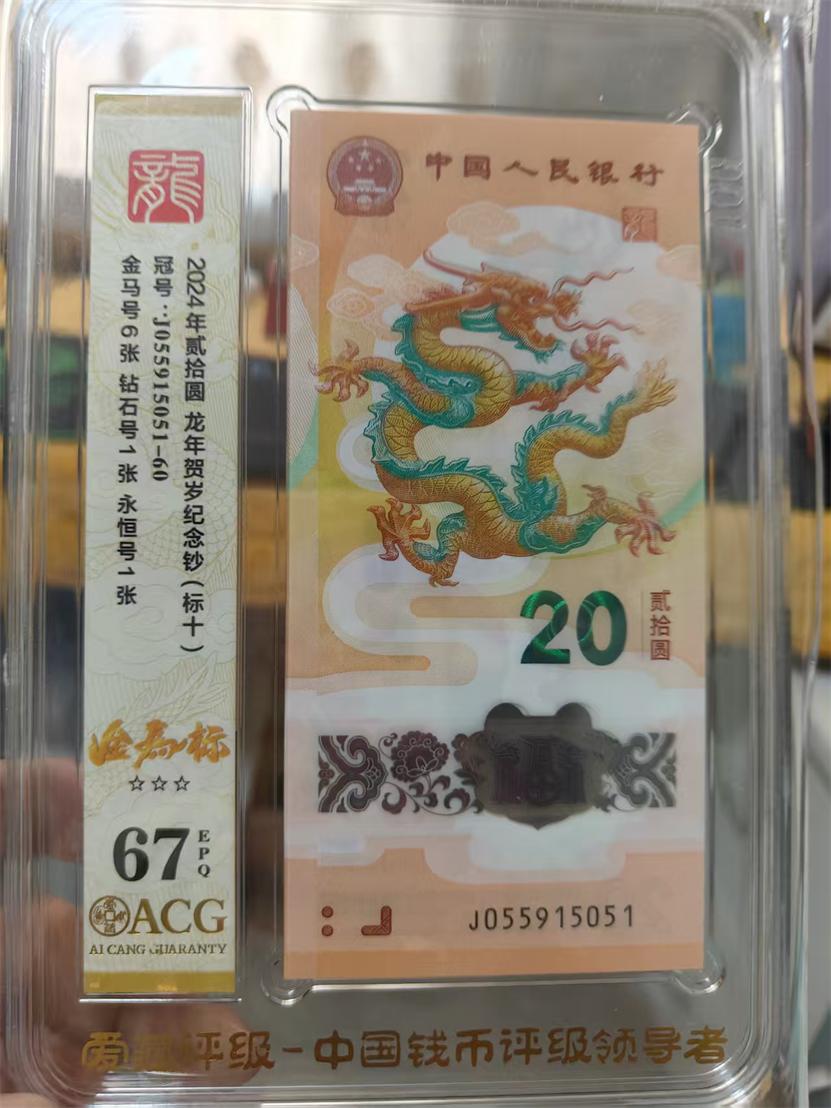 龍
2024年贰拾圆 龙年贺岁纪念钞(标十)
冠号:J055915051-60
金马号6张 钻石号1张 永恒号1张
金马标
☆☆☆
67
EPQ
ACG
AI CANG GUARANTY
中国人民银行
20
贰拾圆
J055915051
爱藏评级-中国钱币评级领导者